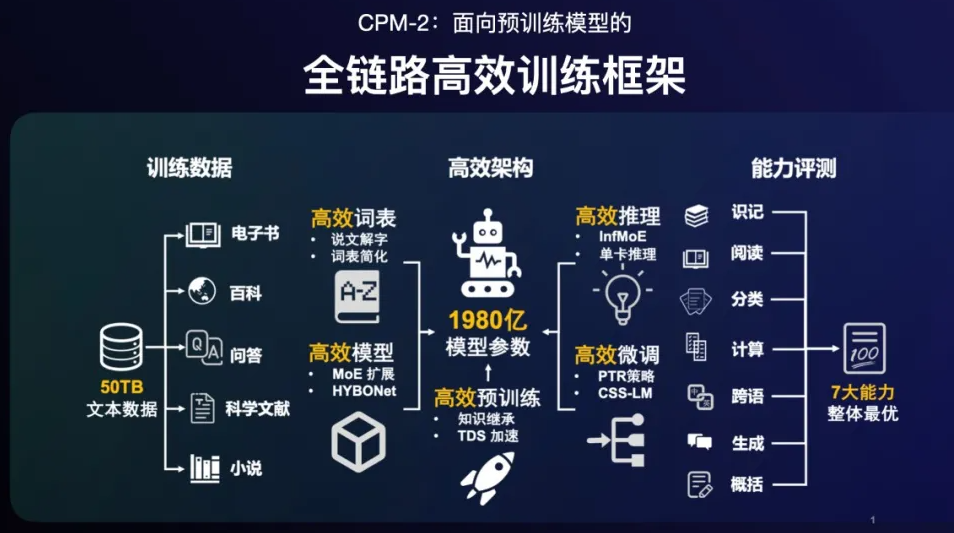 CPM-2：面向预训练模型的
全链路高效训练框架
训练数据
50TB
文本数据
电子书
百科
Q A
问答
科学文献
小说
高效架构
高效词表
• 说文解字
• 词表简化
A-Z
高效模型
• MoE 扩展
• HYBONet
1980亿
模型参数
高效预训练
• 知识继承
• TDS 加速
高效推理
• InfMoE
• 单卡推理
高效微调
• PTR策略
• CSS-LM
能力评测
识记
阅读
分类
计算
跨语
生成
概括
100
7大能力
整体最优
1